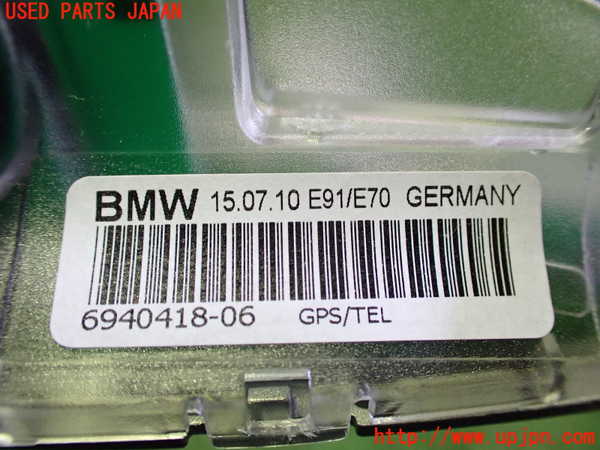 USED PARTS JAPAN
BMW 15.07.10 E91/E70 GERMANY
6940418-06 GPS/TEL
http://www.upjpn.com/